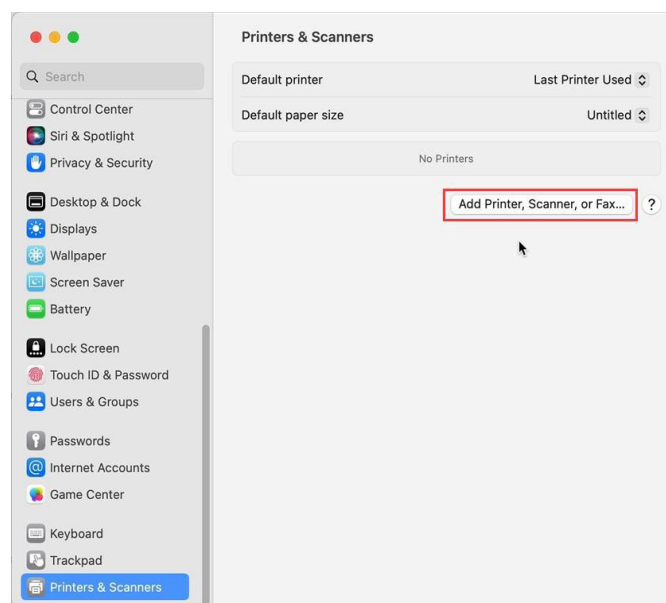 Printers & Scanners
Search
Default printer Last Printer Used
Control Center
Default paper size Untitled
Siri & Spotlight
No Printers
Privacy & Security
Desktop & Dock
Add Printer, Scanner, or Fax... ?
Displays
Wallpaper
Screen Saver
Battery
Lock Screen
Touch ID & Password
Users & Groups
Passwords
Internet Accounts
Game Center
Keyboard
Trackpad
Printers & Scanners